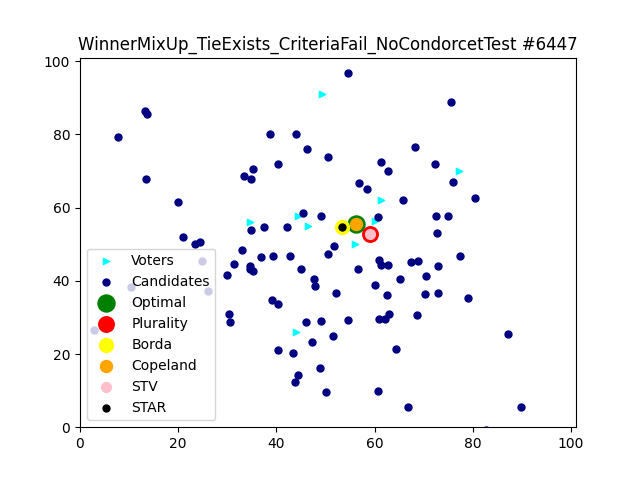 WinnerMixUp_TieExists_CriteriaFail_NoCondorcetTest #6447
100
80
60
40
20
0
Voters
Candidates
Optimal
Plurality
Borda
Copeland
STV
STAR
0 20 40 60 80 100